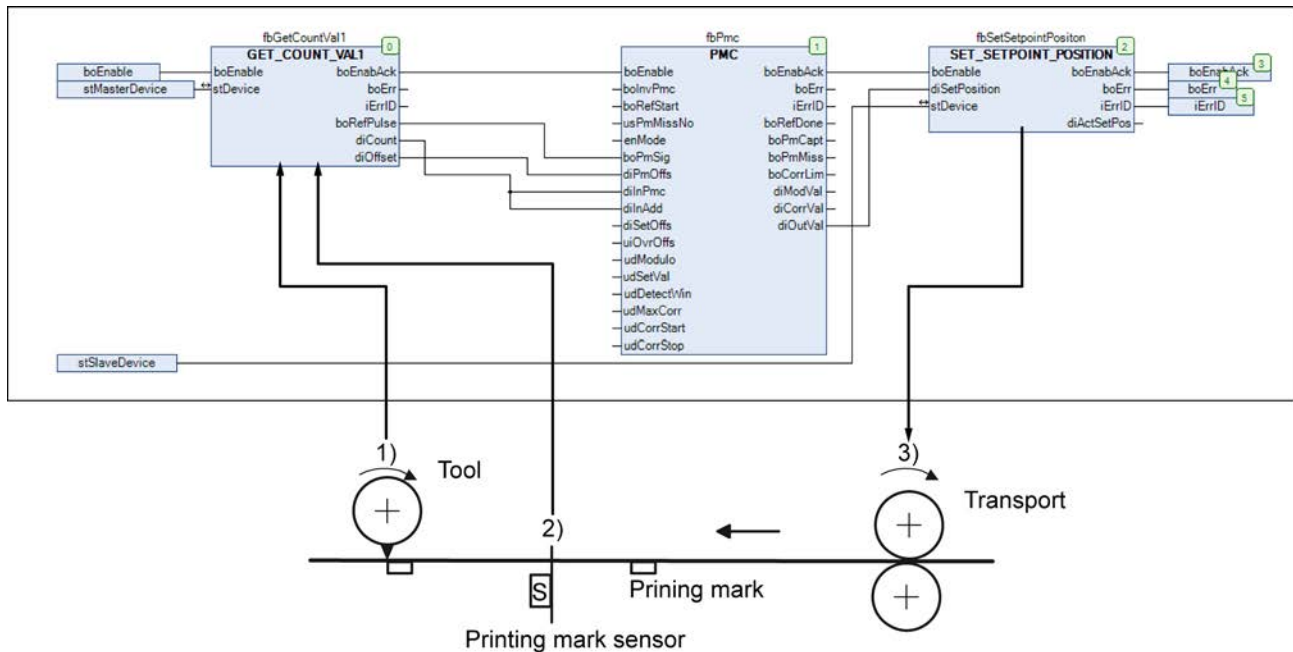 fbGetCountVal1 fbPmc fbSetSetpointPositon
0 1 2
GET_COUNT_VAL1 PMC SET_SETPOINT_POSITION
boEnable boEnable boEnabAck boEnable boEnabAck boEnable boEnabAck boEnabAck 3
stMasterDevice stDevice boErr boInvPmc boErr diSetPosition boErr boErr 4
iErrID boRefStart iErrID stDevice iErrID iErrID 5
boRefPulse usPmMissNo boRefDone diActSetPos
diCount enMode boPmCapt
diOffset boPmSig boPmMiss
diPmOffs boCorrLim
diInPmc diModVal
diInAdd diCorrVal
diSetOffs diOutVal
uiOvrOffs
udModulo
udSetVal
udDetectWin
udMaxCorr
udCorrStart
stSlaveDevice udCorrStop
1) 3)
Tool
Transport
2)
S Prining mark
Printing mark sensor